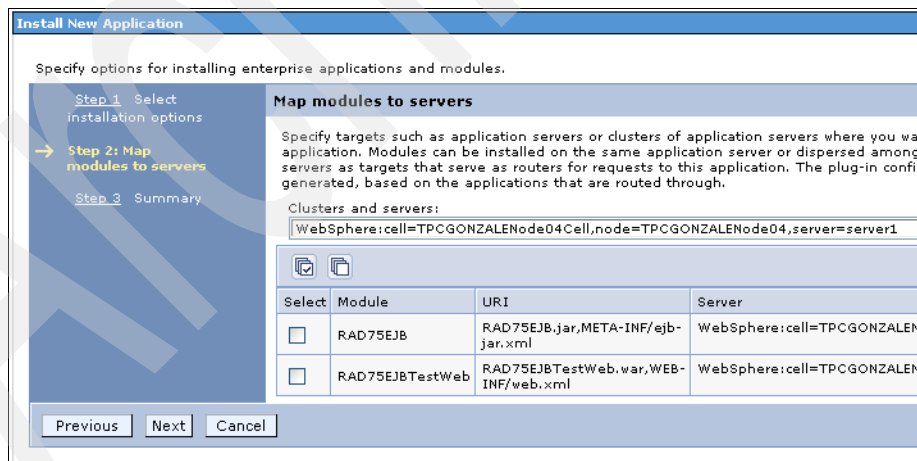 Install New Application
Specify options for installing enterprise applications and modules.
Step 1 Select
installation options
Step 2: Map
modules to servers
Step 3 Summary
Map modules to servers
Specify targets such as application servers or clusters of application servers where you wa
application. Modules can be installed on the same application server or dispersed among
servers as targets that serve as routers for requests to this application. The plug-in confi
generated, based on the applications that are routed through.
Clusters and servers:
WebSphere:cell=TPCGONZALENode04Cell,node=TPCGONZALENode04,server=server1
Select Module URI Server
RAD75EJB RAD75EJB.jar,META-INF/ejb- WebSphere:cell=TPCGONZALEN
jar.xml
RAD75EJBTestWeb RAD75EJBTestWeb.war,WEB- WebSphere:cell=TPCGONZALEN
INF/web.xml
Previous Next Cancel